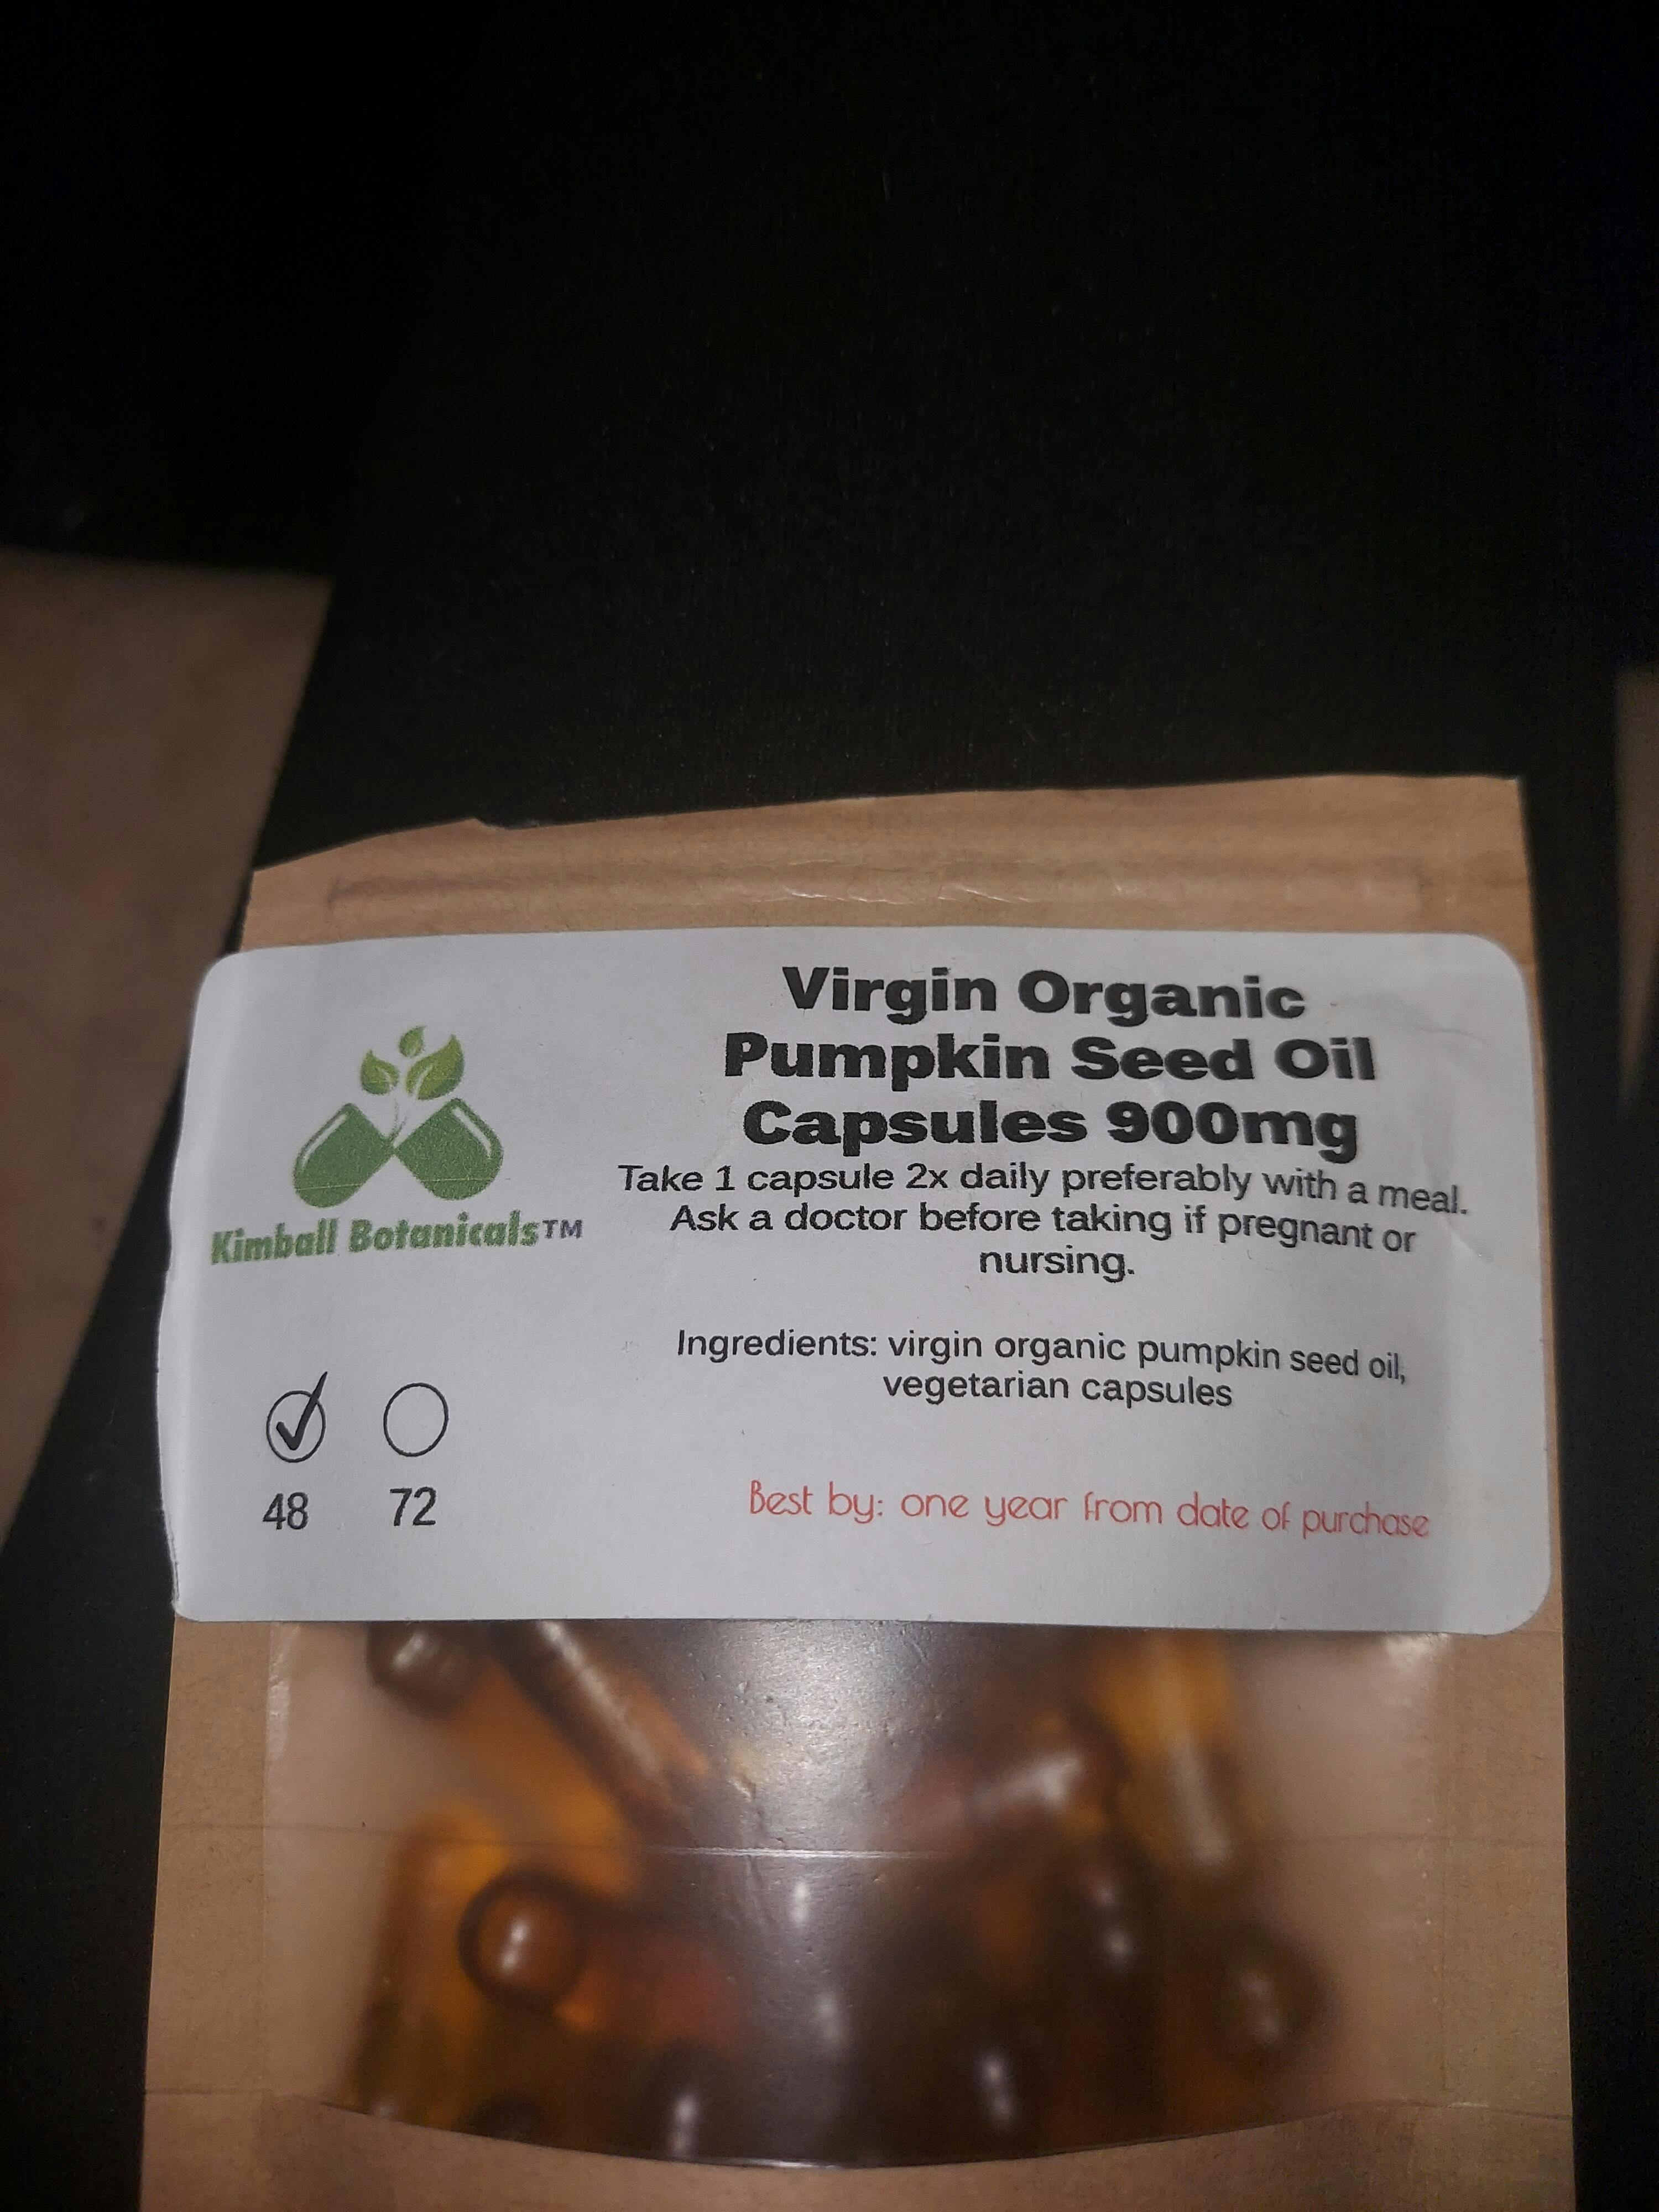 Virgin Organic
Pumpkin Seed Oil
Capsules 900mg
Take 1 capsule 2x daily preferably with a meal.
Ask a doctor before taking if pregnant or
nursing.
Kimball Botanicals™
Ingredients: virgin organic pumpkin seed oil,
vegetarian capsules
48 72
Best by: one year from date of purchase